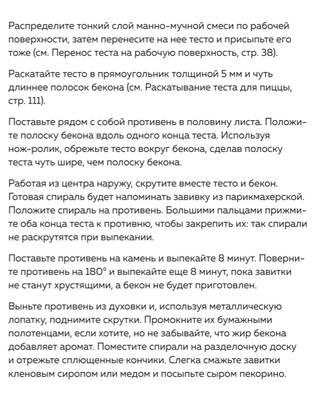 Распределите тонкий слой манно-мучной смеси по рабочей
поверхности, затем перенесите на нее тесто и присыпьте его
тоже (см. Перенос теста на рабочую поверхность, стр. 38).
Раскатайте тесто в прямоугольник толщиной 5 мм и чуть
длиннее полосок бекона (см. Раскатывание теста для пиццы,
стр. 111).
Поставьте рядом с собой противень в половину листа. Положи-
те полоску бекона вдоль одного конца теста. Используя
нож-ролик, обрежьте тесто вокруг бекона, сделав полоску
теста чуть шире, чем полоску бекона.
Работая из центра наружу, скрутите вместе тесто и бекон.
Готовая спираль будет напоминать завивку из парикмахерской.
Положите спираль на противень. Большими пальцами прижми-
те оба конца теста к противню, чтобы закрепить их: так спирали
не раскрутятся при выпекании.
Поставьте противень на камень и выпекайте 8 минут. Поверни-
те противень на 180° и выпекайте еще 8 минут, пока завитки
не станут хрустящими, а бекон не будет приготовлен.
Выньте противень из духовки и, используя металлическую
лопатку, поднимите скрутки. Промокните их бумажными
полотенцами, если хотите, но не забывайте, что жир бекона
добавляет аромат. Поместите спирали на разделочную доску
и отрежьте сплющенные кончики. Слегка смажьте завитки
кленовым сиропом или медом и посыпьте сыром пекорино.